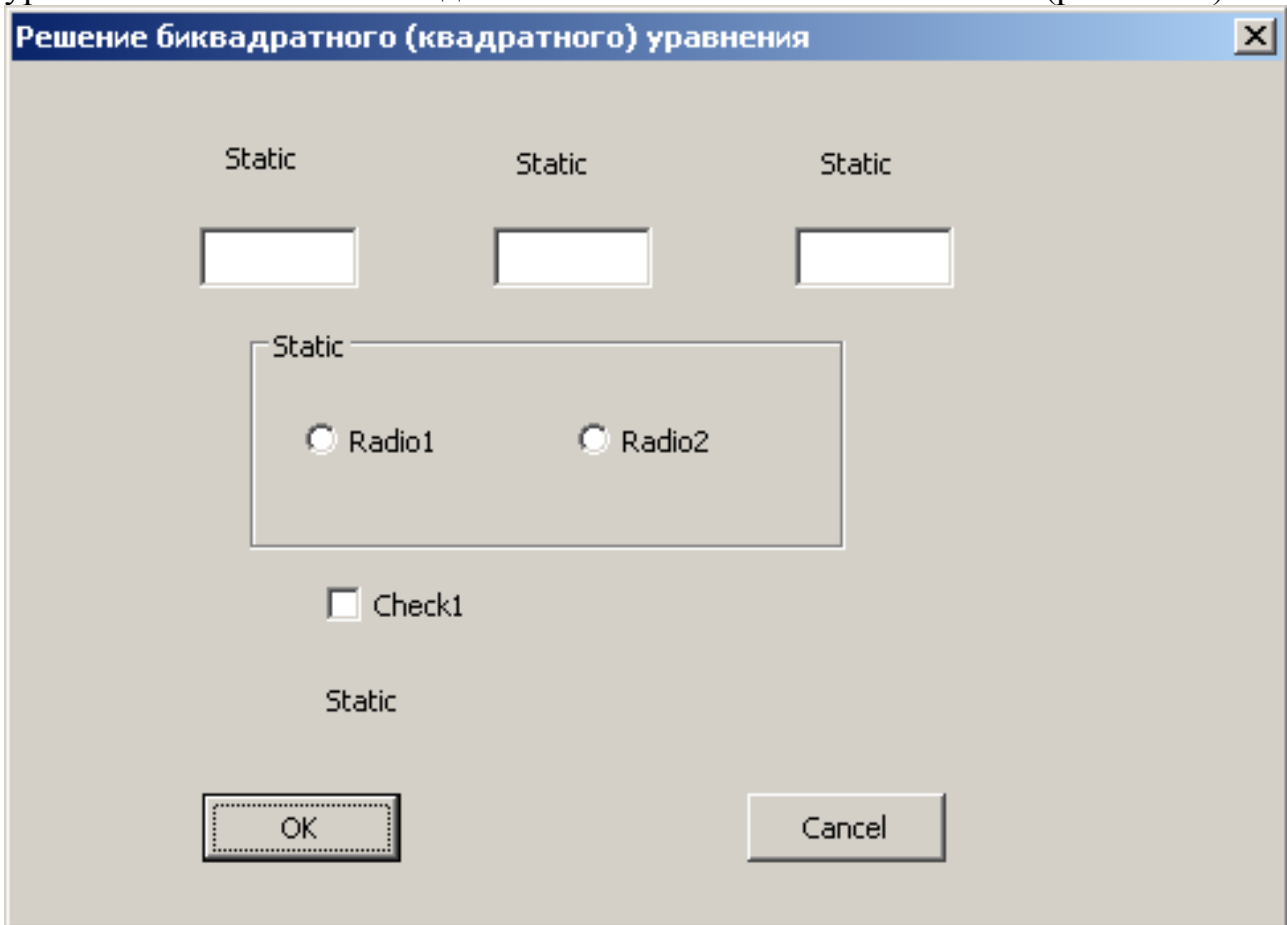 Решение биквадратного (квадратного) уравнения
Static Static Static
Static
Radio1 Radio2
Check1
Static
OK Cancel